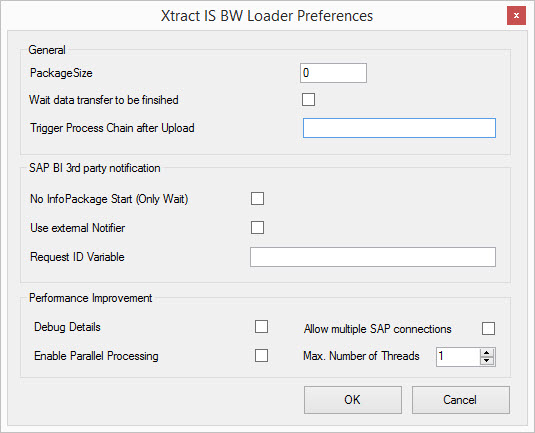 Xtract IS BW Loader Preferences
x
General
PackageSize
0
Wait data transfer to be finsihed
Trigger Process Chain after Upload
SAP BI 3rd party notification
No InfoPackage Start (Only Wait)
Use external Notifier
Request ID Variable
Performance Improvement
Debug Details
Allow multiple SAP connections
Enable Parallel Processing
Max. Number of Threads
1
OK
Cancel